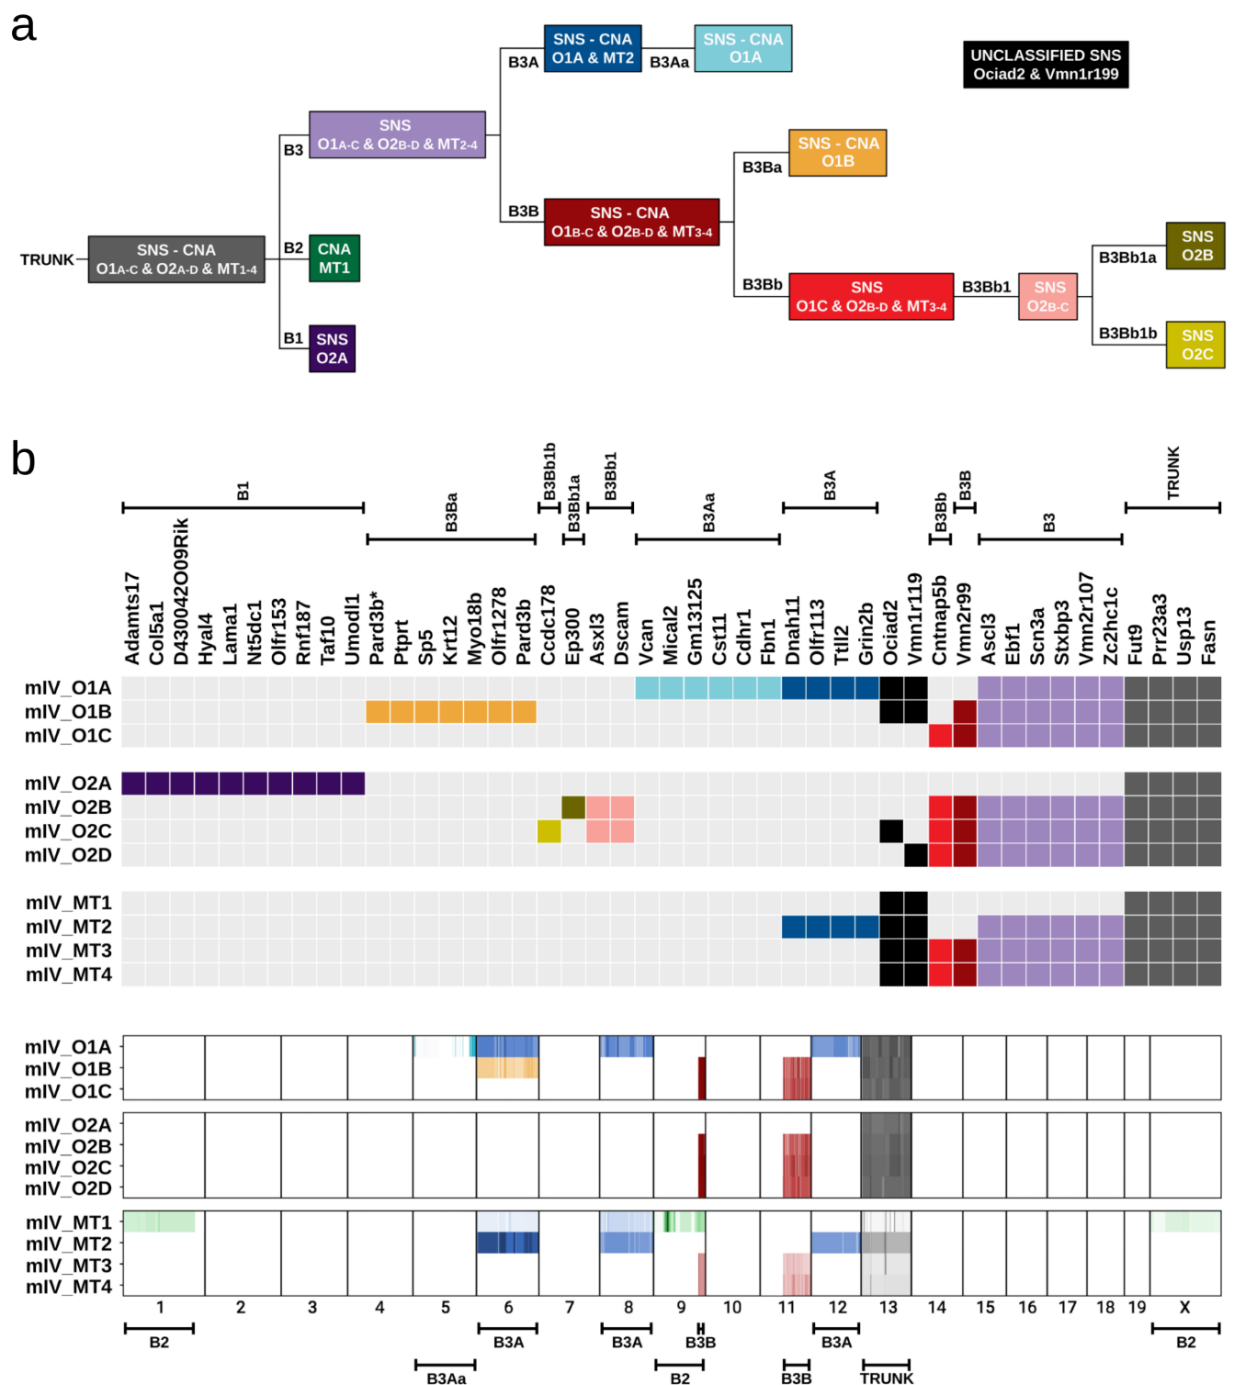 a
SNS - CNA
O1A & MT2
B3A
SNS - CNA
O1A
B3Aa
UNCLASSIFIED SNS
Ociad2 & Vmn1r199
SNS
O1A-C & O2B-D & MT2-4
B3
SNS - CNA
O1B
B3Ba
SNS - CNA
O1B-C & O2B-D & MT3-4
B3B
TRUNK
SNS - CNA
O1A-C & O2A-D & MT1-4
B2
CNA
MT1
B3Bb
SNS
O1C & O2B-D & MT3-4
B3Bb1
SNS
O2B-C
SNS
O2B
B3Bb1a
B3Bb1b
SNS
O2C
B1
SNS
O2A
b
B1
B3Ba
B3Bb1b
B3Bb1a
B3Bb1
B3Aa
B3A
B3Bb
B3B
B3
TRUNK
Adamts17
Col5a1
D430042O09Rik
Hyal4
Lama1
Nt5dc1
Olfr153
Rnf187
Taf10
Umodl1
Pard3b*
Ptprt
Sp5
Krt12
Myo18b
Olfr1278
Pard3b
Ccdc178
Ep300
Asxl3
Dscam
Vcan
Mical2
Gm13125
Cst11
Cdhr1
Fbn1
Dnah11
Olfr113
Ttll2
Grin2b
Ociad2
Vmn1r119
Cntnap5b
Vmn2r99
Ascl3
Ebf1
Scn3a
Stxbp3
Vmn2r107
Zc2hc1c
Fut9
Prr23a3
Usp13
Fasn
mIV_O1A
mIV_O1B
mIV_O1C
mIV_O2A
mIV_O2B
mIV_O2C
mIV_O2D
mIV_MT1
mIV_MT2
mIV_MT3
mIV_MT4
mIV_O1A
mIV_O1B
mIV_O1C
mIV_O2A
mIV_O2B
mIV_O2C
mIV_O2D
mIV_MT1
mIV_MT2
mIV_MT3
mIV_MT4
1 2 3 4 5 6 7 8 9 10 11 12 13 14 15 16 17 18 19 X
B2 B3A B3A B3B B3A B2
B3Aa B2 B3B TRUNK